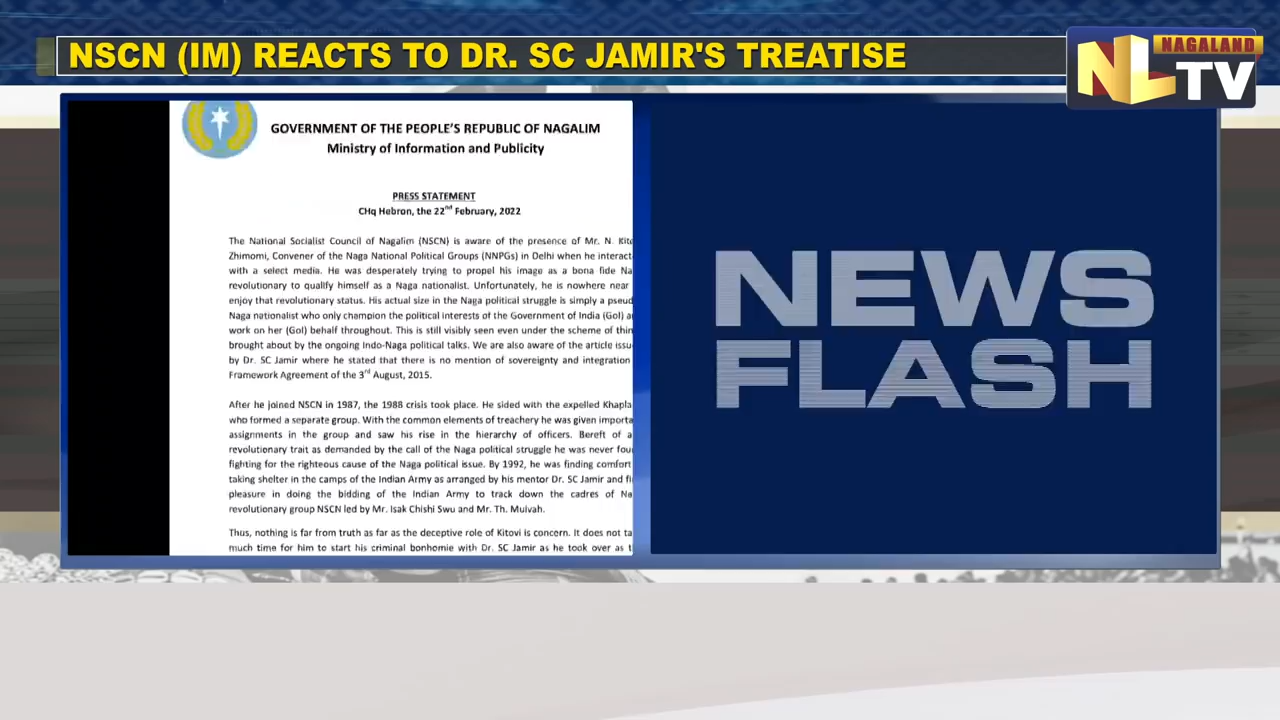 NSCN (IM) REACTS TO DR. SC JAMIR'S TREATISE
NAGALAND
NLTV
GOVERNMENT OF THE PEOPLE'S REPUBLIC OF NAGALIM
Ministry of Information and Publicity
PRESS STATEMENT
CHq Hebron, the 22nd February, 2022
The National Socialist Council of Nagalim (NSCN) is aware of the presence of Mr. N.
Zhimomi, Convener of the Naga National Political Groups (NNPGs) in Delhi when he
with a select media. He was desperately trying to propel his image as a bona fide
revolutionary to qualify himself as a Naga nationalist. Unfortunately, he is nowhere near
enjoy that revolutionary status. His actual size in the Naga political struggle is simply a
Naga nationalist who only champion the political interests of the Government of India (GoI)
work on her (GoI) behalf throughout. This is still visibly seen even under the scheme of
brought about by the ongoing Indo-Naga political talks. We are also aware of the article
by Dr. SC Jamir where he stated that there is no mention of sovereignty and integration
Framework Agreement of the 3rd August, 2015.
After he joined NSCN in 1987, the 1988 crisis took place. He sided with the expelled
who formed a separate group. With the common elements of treachery he was given
assignments in the group and saw his rise in the hierarchy of officers. Bereft of
revolutionary trait as demanded by the call of the Naga political struggle he was never
fighting for the righteous cause of the Naga political issue. By 1992, he was finding comfort
taking shelter in the camps of the Indian Army as arranged by his mentor Dr. SC Jamir and
pleasure in doing the bidding of the Indian Army to track down the cadres of
revolutionary group NSCN led by Mr. Isak Chishi Swu and Mr. Th. Muivah.
Thus, nothing is far from truth as far as the deceptive role of Kitovi is concern. It does not
much time for him to start his criminal bonhomie with Dr. SC Jamir as he took over as
NEWS
FLASH